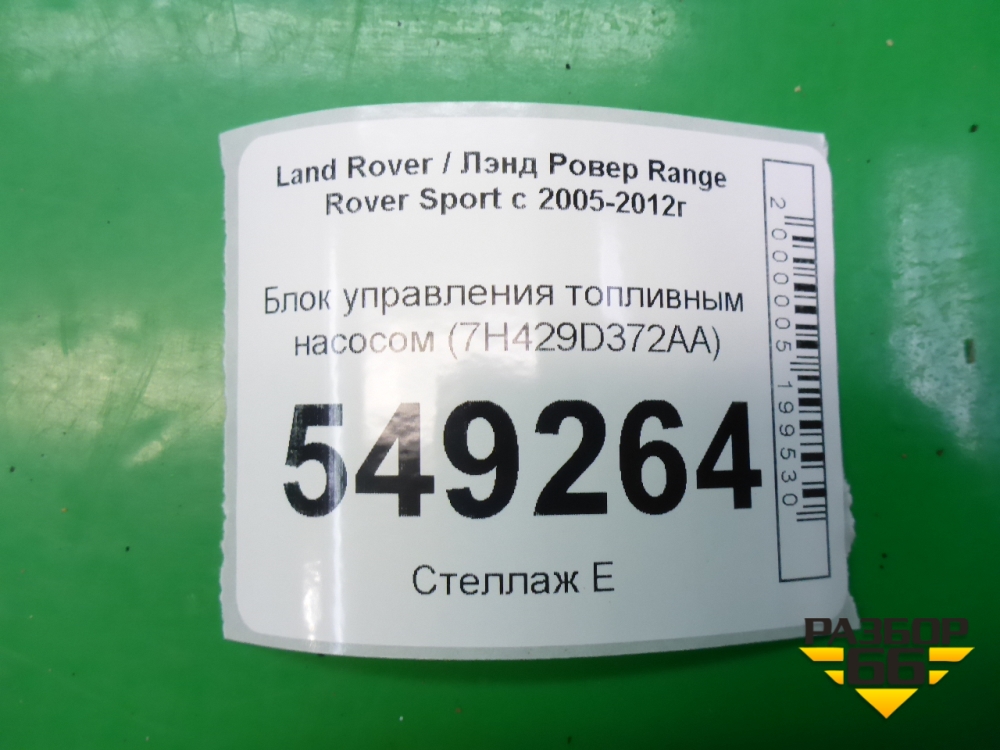 Land Rover / Лэнд Ровер Range
Rover Sport с 2005-2012г
Блок управления топливным
насосом (7H429D372AA)
549264
Стеллаж Е
2000005199530
РАЗБОР
66